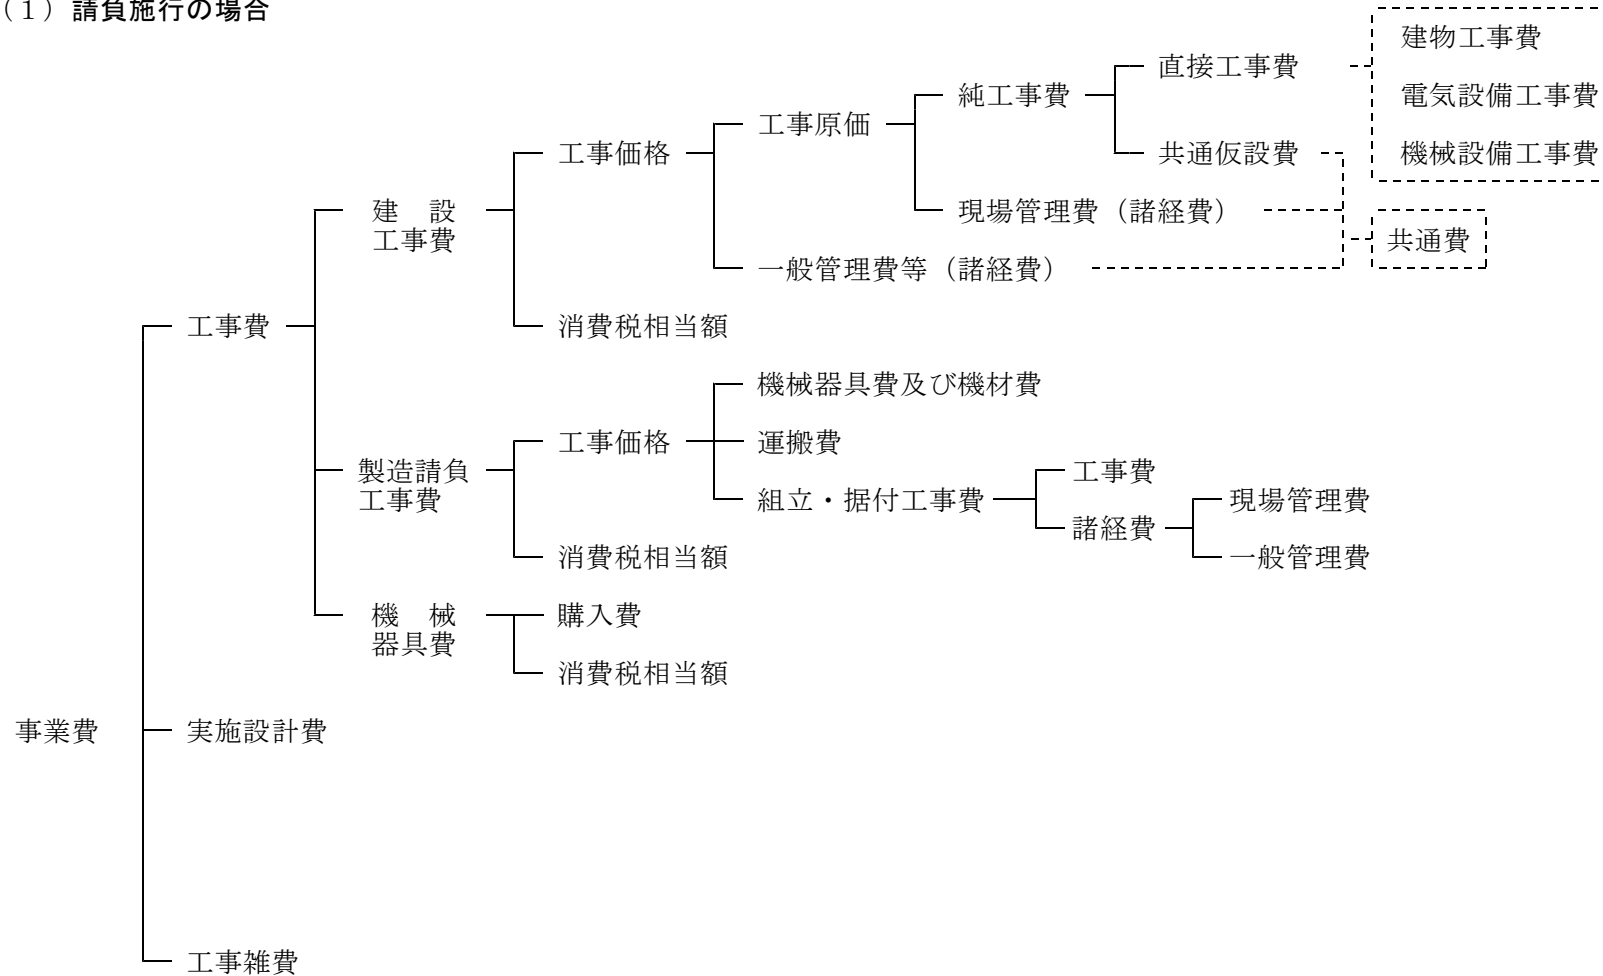 （１）請負施行の場合
建物工事費
直接工事費
電気設備工事費
純工事費
工事原価
機械設備工事費
工事価格
共通仮設費
建　設
工事費
現場管理費（諸経費）
共通費
一般管理費等（諸経費）
工事費
消費税相当額
機械器具費及び機材費
工事価格
運搬費
製造請負
工事費
組立・据付工事費
工事費
諸経費
現場管理費
一般管理費
消費税相当額
機　械
器具費
購入費
消費税相当額
事業費
実施設計費
工事雑費